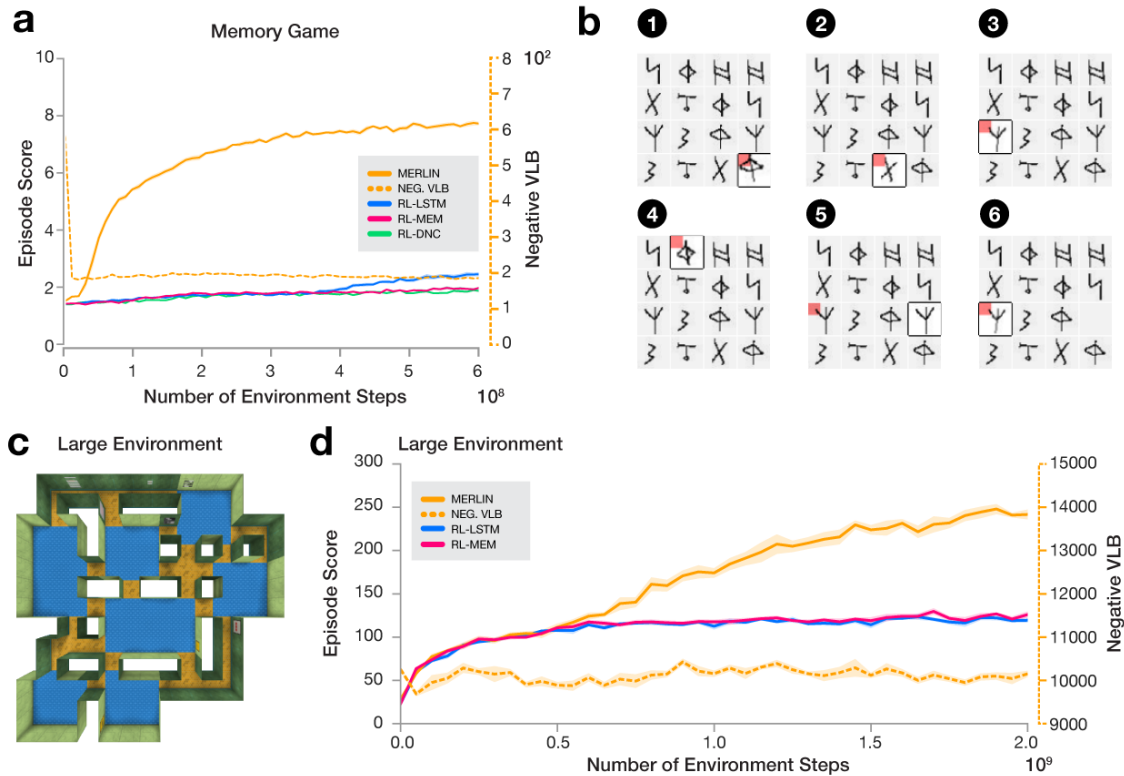 a
Memory Game
10
8
6
4
2
0
Episode Score
8 10²
7
6
5
4
3
2
1
0
Negative VLB
MERLIN
NEG. VLB
RL-LSTM
RL-MEM
RL-DNC
0 1 2 3 4 5 6
Number of Environment Steps 10⁸
b
1 2 3
4 5 6
c
Large Environment
d
Large Environment
300
250
200
150
100
50
0
Episode Score
15000
14000
13000
12000
11000
10000
9000
Negative VLB
MERLIN
NEG. VLB
RL-LSTM
RL-MEM
0.0 0.5 1.0 1.5 2.0
Number of Environment Steps 10⁹